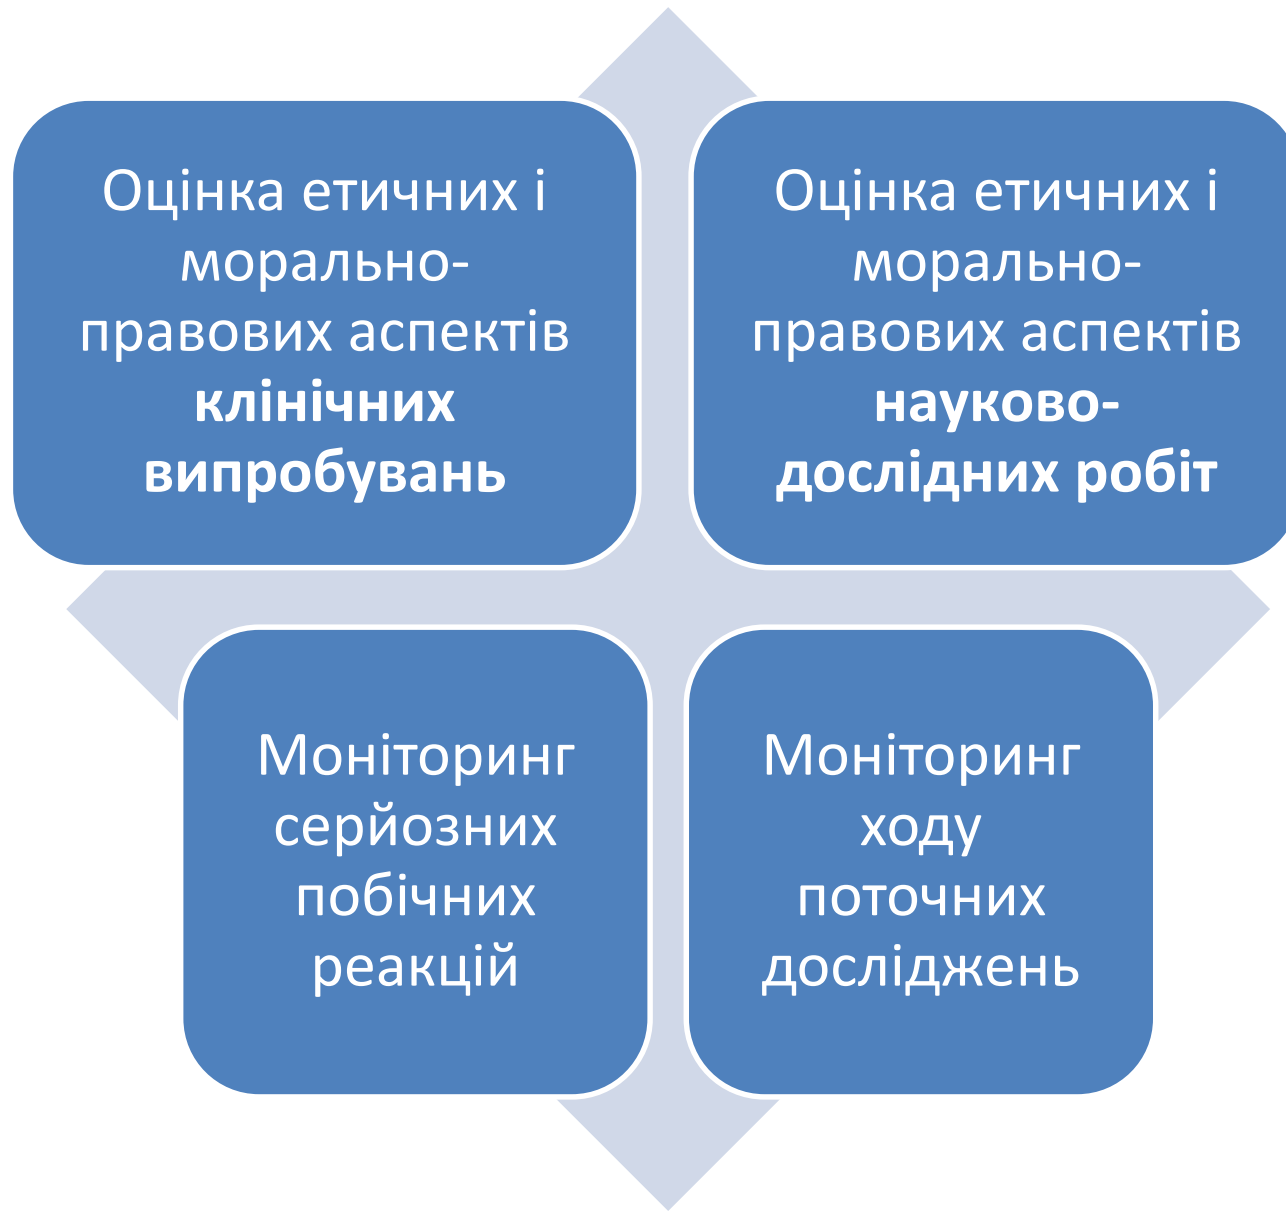 Оцінка етичних і
морально-
правових аспектів
клінічних
випробувань
Оцінка етичних і
морально-
правових аспектів
науково-
дослідних робіт
Моніторинг
серйозних
побічних
реакцій
Моніторинг
ходу
поточних
досліджень